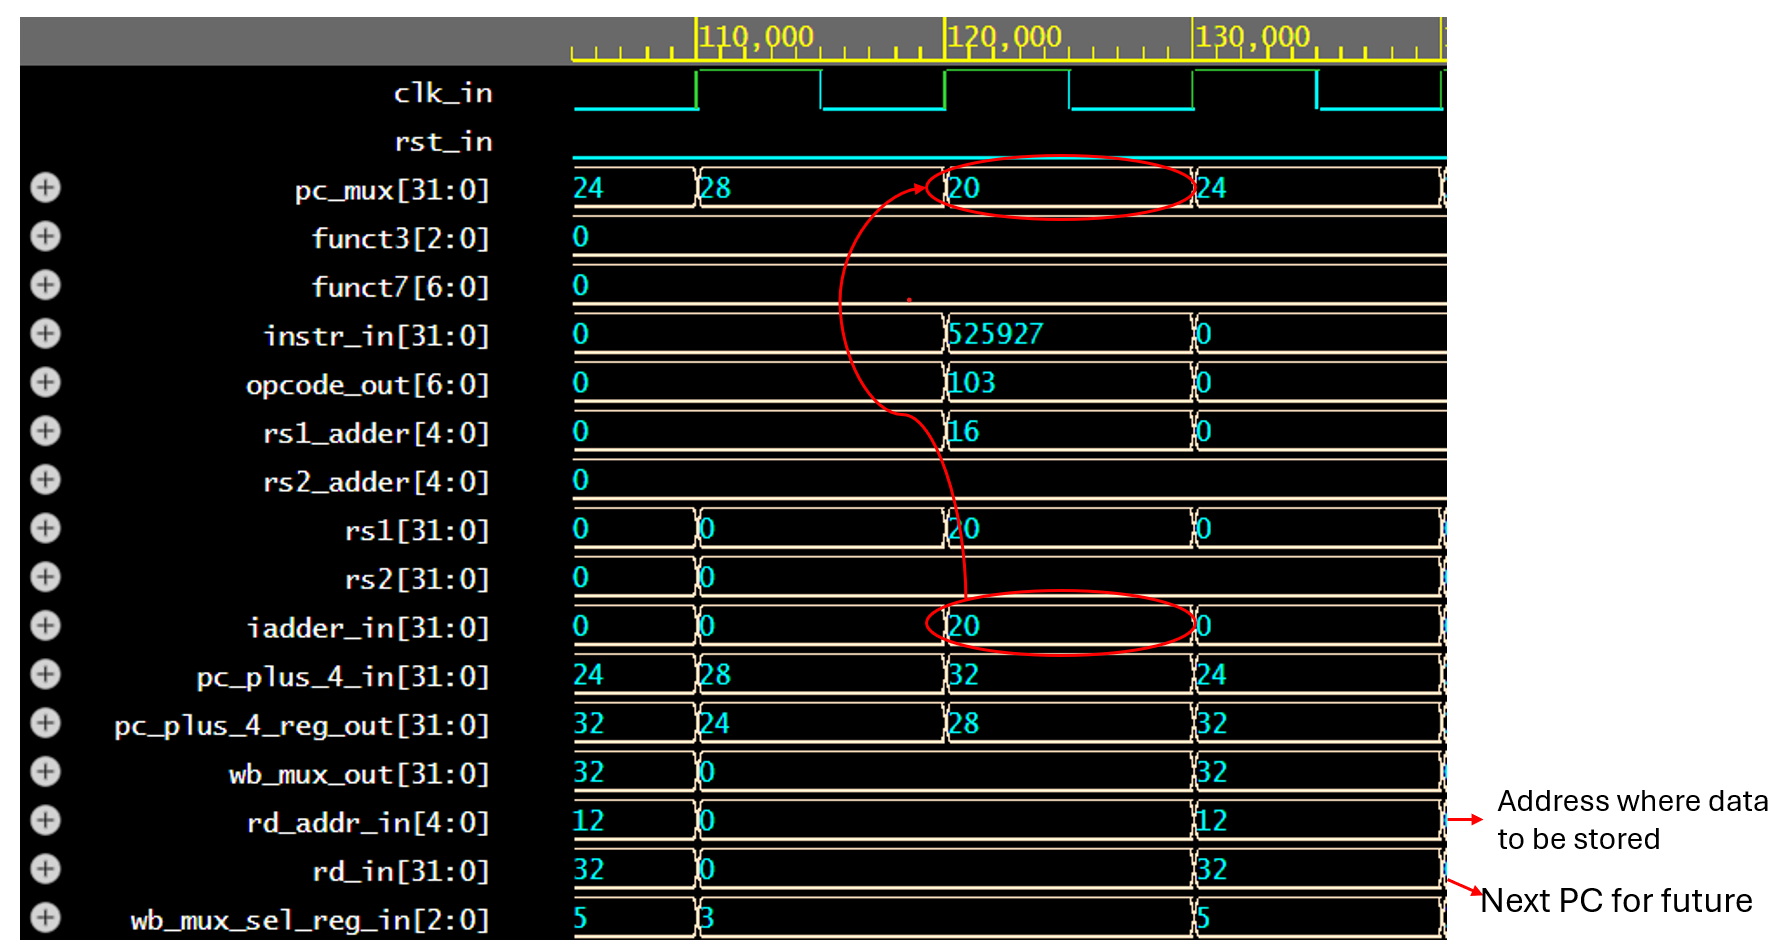 110,000 120,000 130,000
clk_in
rst_in
pc_mux[31:0] 24 28 20 24
funct3[2:0] 0
funct7[6:0] 0
instr_in[31:0] 0 525927 0
opcode_out[6:0] 0 103 0
rs1_adder[4:0] 0 16 0
rs2_adder[4:0] 0
rs1[31:0] 0 0 20 0
rs2[31:0] 0 0
iadder_in[31:0] 0 0 20 0
pc_plus_4_in[31:0] 24 28 32 24
pc_plus_4_reg_out[31:0] 32 24 28 32
wb_mux_out[31:0] 32 0 32
rd_addr_in[4:0] 12 0 12
rd_in[31:0] 32 0 32
wb_mux_sel_reg_in[2:0] 5 3 5
Address where data
to be stored
Next PC for future